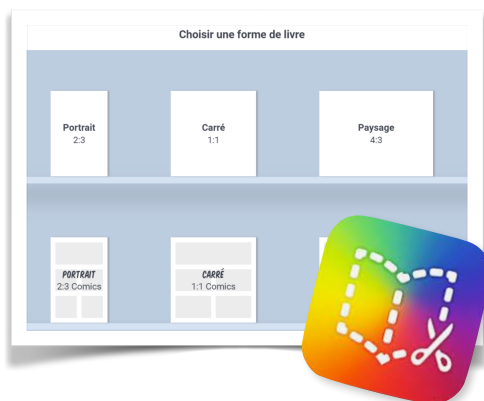 Choisir une forme de livre
Portrait
2:3
Carré
1:1
Paysage
4:3
PORTRAIT
2:3 Comics
CARRÉ
1:1 Comics